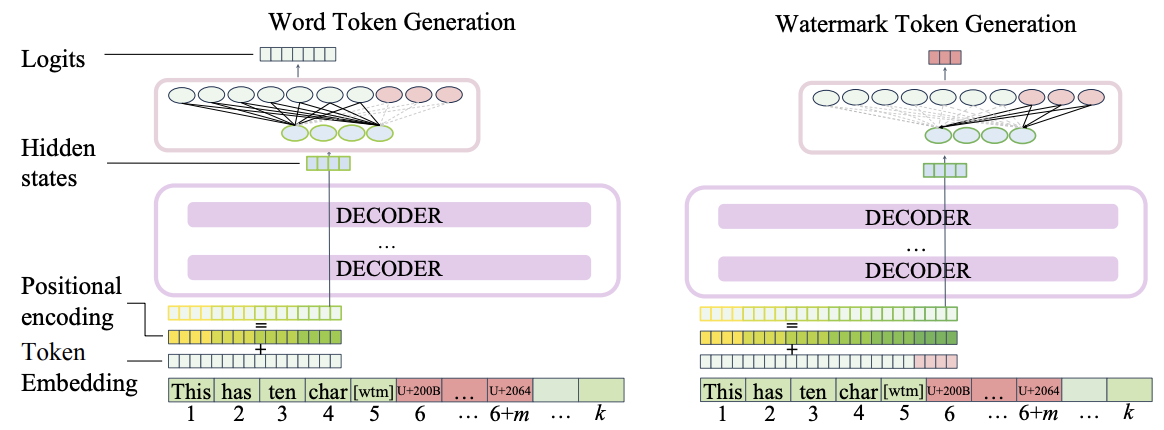 Word Token Generation
Watermark Token Generation
Logits
Hidden
states
DECODER
...
DECODER
DECODER
...
DECODER
Positional
encoding
=
+
=
+
Token
Embedding
This has ten char [wtm] U+200B ... U+2064
1 2 3 4 5 6 ... 6+m ... k
This has ten char [wtm] U+200B ... U+2064
1 2 3 4 5 6 ... 6+m ... k